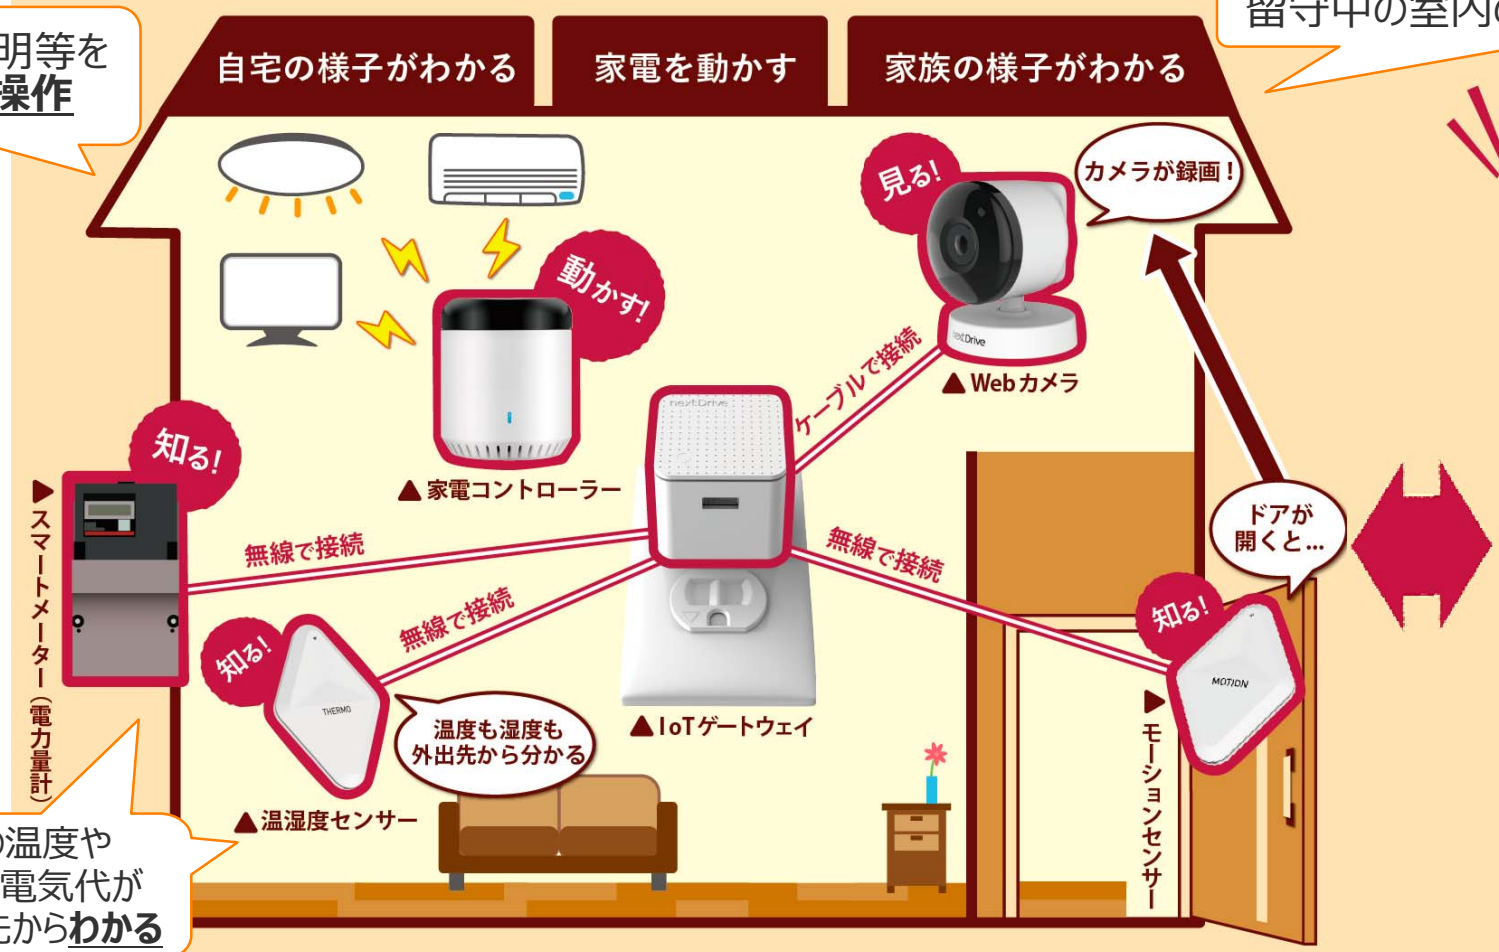 明等を
操作
留守中の室内の
自宅の様子がわかる
家電を動かす
家族の様子がわかる
見る!
カメラが録画!
動かす!
nextDrive
▲Webカメラ
ケーブルで接続
nextDrive
知る!
▲家電コントローラー
▶スマートメーター(電力量計)
無線で接続
無線で接続
無線で接続
ドアが
開くと...
知る!
知る!
THERMO
MOTION
温度も湿度も
外出先から分かる
▲IoTゲートウェイ
▲温湿度センサー
▶モーションセンサー
の温度や
電気代が
先からわかる